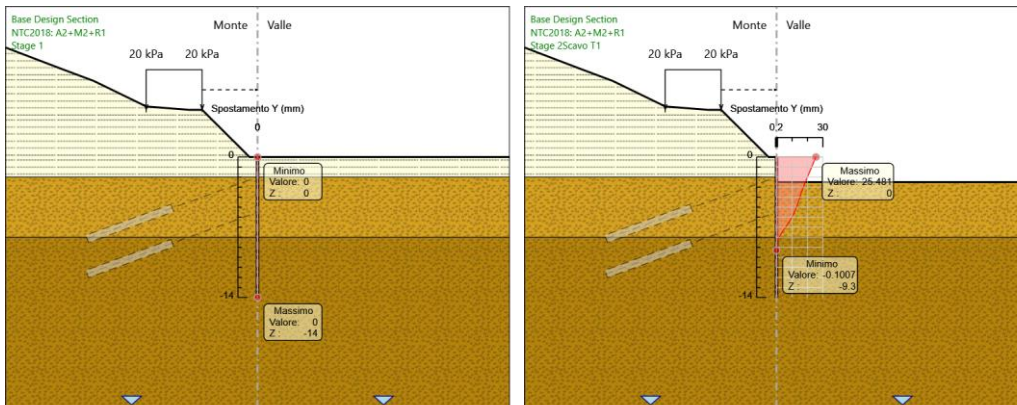 Base Design Section
NTC2018: A2+M2+R1
Stage 1
Monte
Valle
20 kPa
20 kPa
Spostamento Y (mm)
0
0
Minimo
Valore: 0
Z : 0
-14
Massimo
Valore: 0
Z : -14
Base Design Section
NTC2018: A2+M2+R1
Stage 2Scavo T1
Monte
Valle
20 kPa
20 kPa
Spostamento Y (mm)
0,2
30
0
Massimo
Valore: 25.481
Z : 0
Minimo
Valore: -0.1007
Z : -9.3
-14